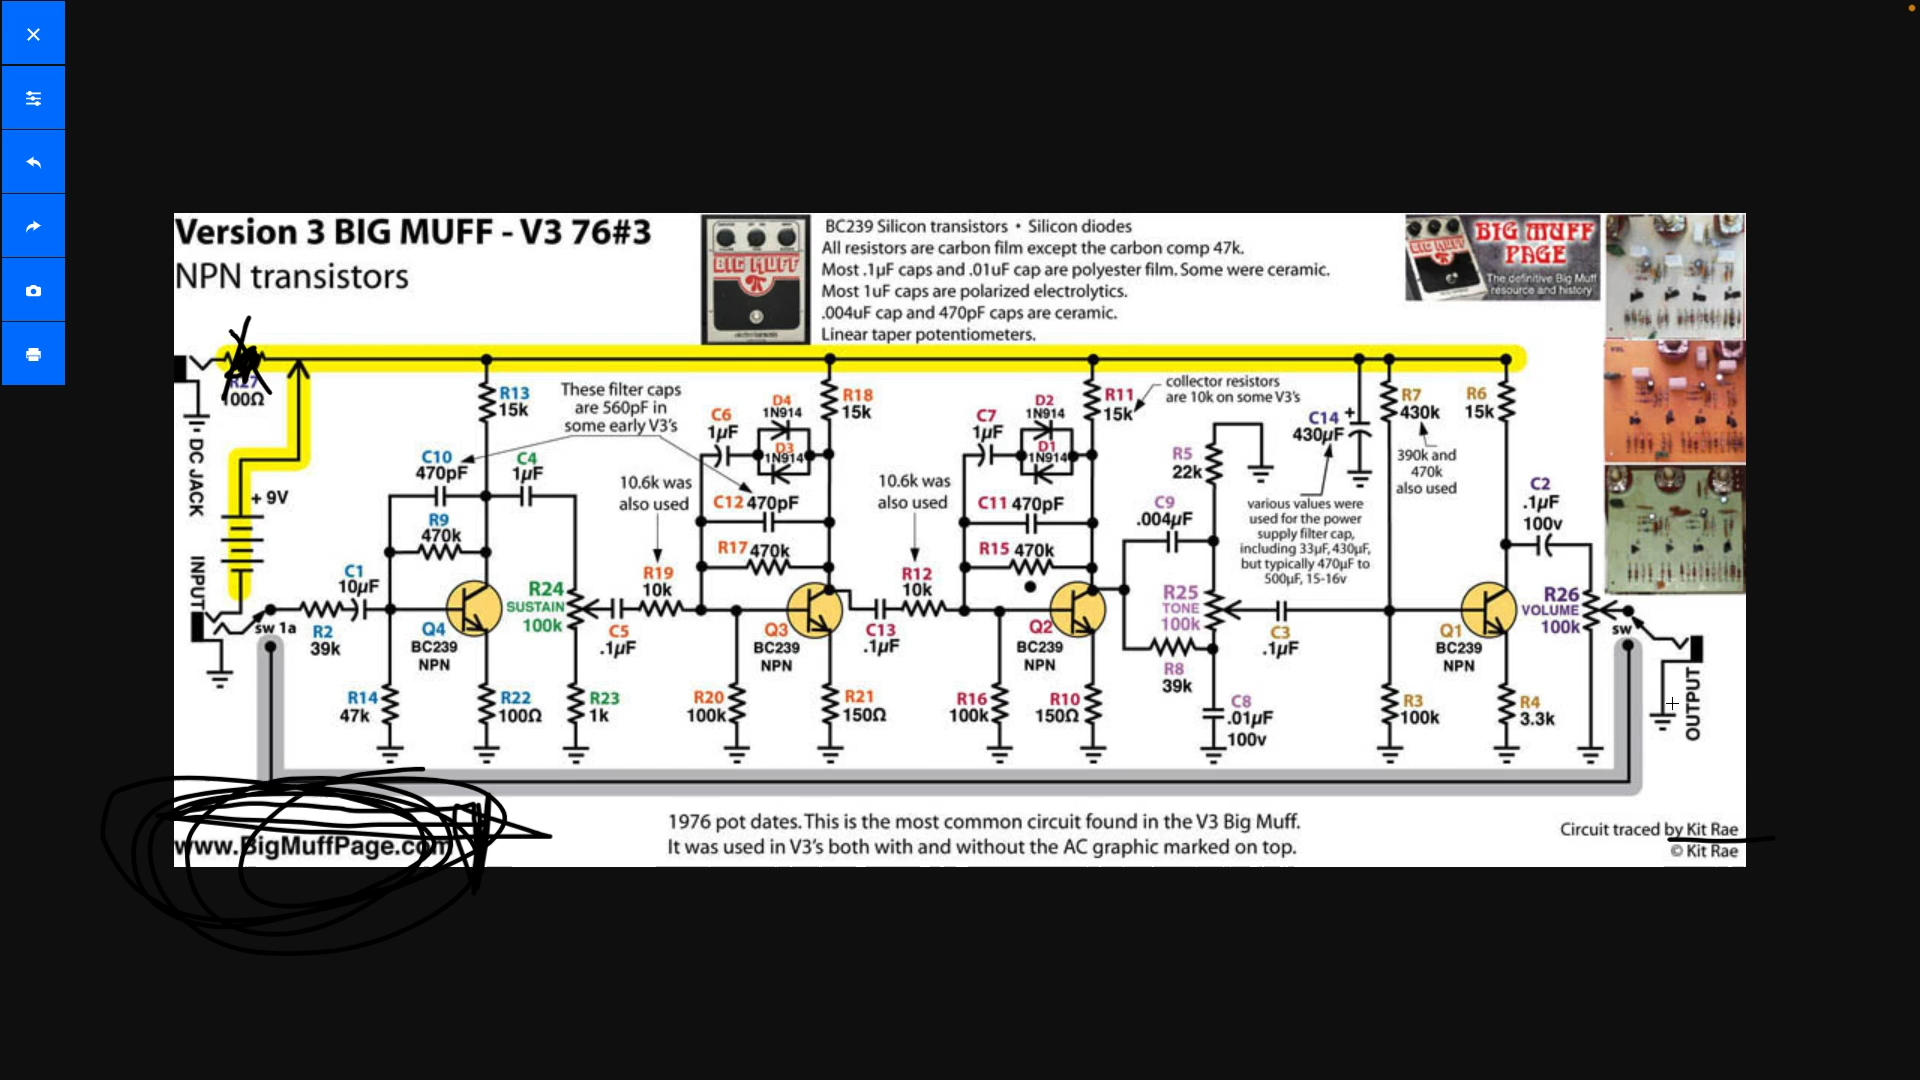 Version 3 BIG MUFF - V3 76#3
NPN transistors
BIG MUFF
π
BC239 Silicon transistors • Silicon diodes
All resistors are carbon film except the carbon comp 47k.
Most .1µF caps and .01uF cap are polyester film. Some were ceramic.
Most 1uF caps are polarized electrolytics.
.004uF cap and 470pF caps are ceramic.
Linear taper potentiometers.
BIG MUFF
PAGE
The definitive Big Muff
resource and history
R27
100Ω
DC JACK
+ 9V
INPUT
sw 1a
R2
39k
C1
10µF
R14
47k
C10
470pF
R9
470k
Q4
BC239
NPN
R13
15k
C4
1µF
R22
100Ω
R24
SUSTAIN
100k
R23
1k
These filter caps
are 560pF in
some early V3's
C5
.1µF
10.6k was
also used
R19
10k
C6
1µF
D4
1N914
D3
1N914
C12 470pF
R17 470k
R18
15k
Q3
BC239
NPN
R20
100k
R21
150Ω
C13
.1µF
10.6k was
also used
R12
10k
C7
1µF
D2
1N914
D1
1N914
C11 470pF
R15 470k
R11
15k
collector resistors
are 10k on some V3's
Q2
BC239
NPN
R16
100k
R10
150Ω
R5
22k
C9
.004µF
R25
TONE
100k
R8
39k
C8
.01µF
100v
C3
.1µF
C14
430µF
+
various values were
used for the power
supply filter cap,
including 33µF, 430µF,
but typically 470µF to
500µF, 15-16v
R7
430k
390k and
470k
also used
R6
15k
C2
.1µF
100v
Q1
BC239
NPN
R3
100k
R4
3.3k
R26
VOLUME
100k
sw
OUTPUT
www.BigMuffPage.com
1976 pot dates. This is the most common circuit found in the V3 Big Muff.
It was used in V3's both with and without the AC graphic marked on top.
Circuit traced by Kit Rae
© Kit Rae